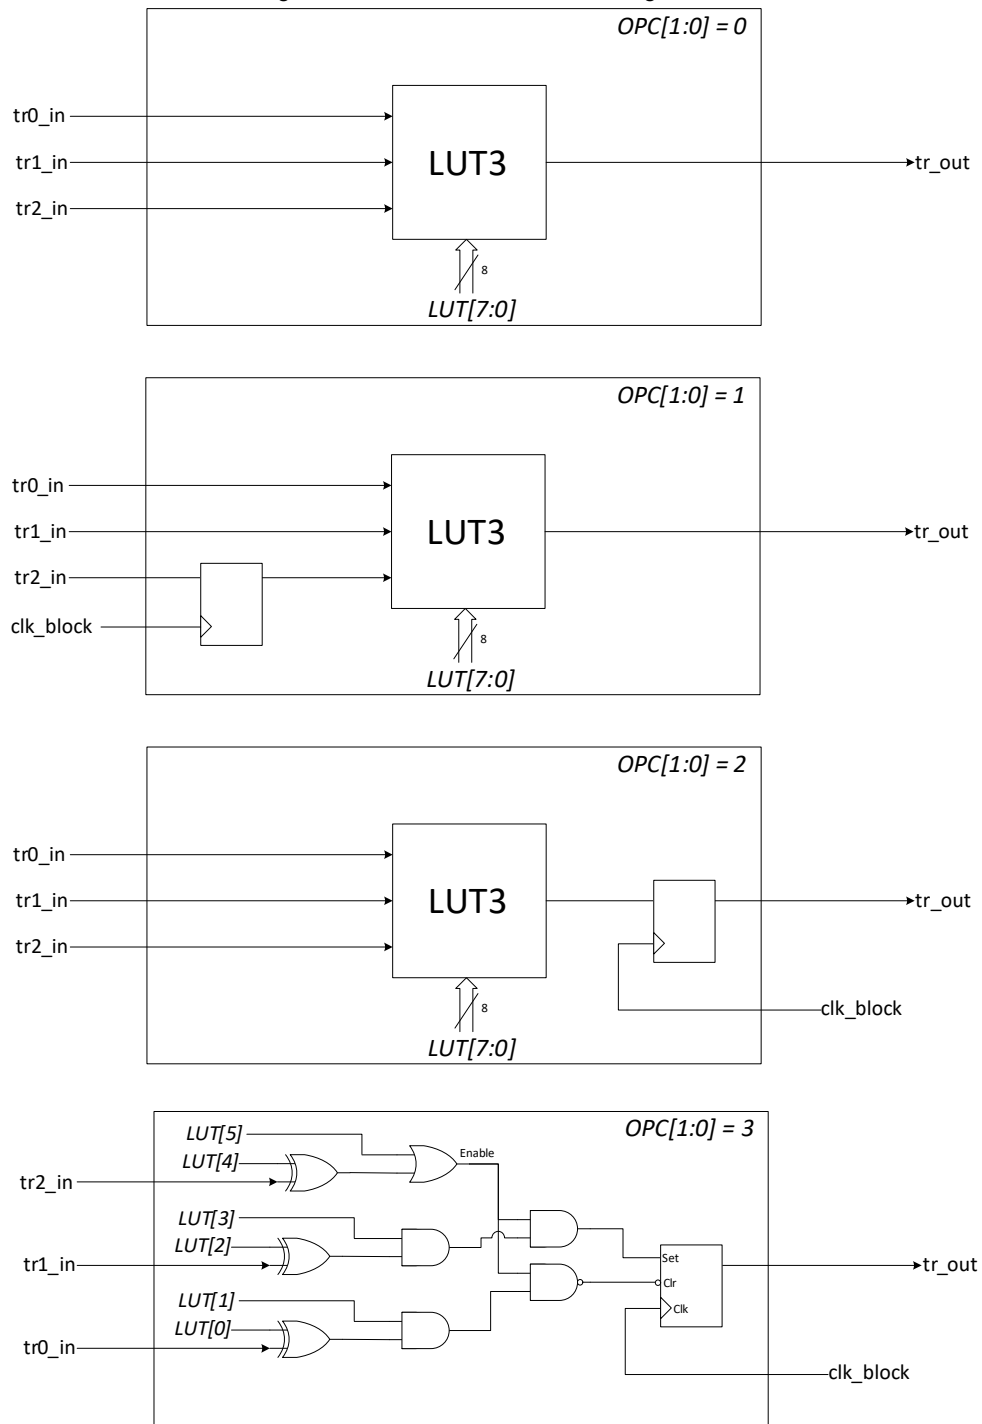 OPC[1:0] = 0
tr0_in
tr1_in
tr2_in
LUT3
tr_out
8
LUT[7:0]
OPC[1:0] = 1
tr0_in
tr1_in
tr2_in
clk_block
LUT3
tr_out
8
LUT[7:0]
OPC[1:0] = 2
tr0_in
tr1_in
tr2_in
LUT3
tr_out
clk_block
8
LUT[7:0]
OPC[1:0] = 3
LUT[5]
LUT[4]
tr2_in
Enable
LUT[3]
LUT[2]
tr1_in
LUT[1]
LUT[0]
tr0_in
Set
Clr
Clk
tr_out
clk_block